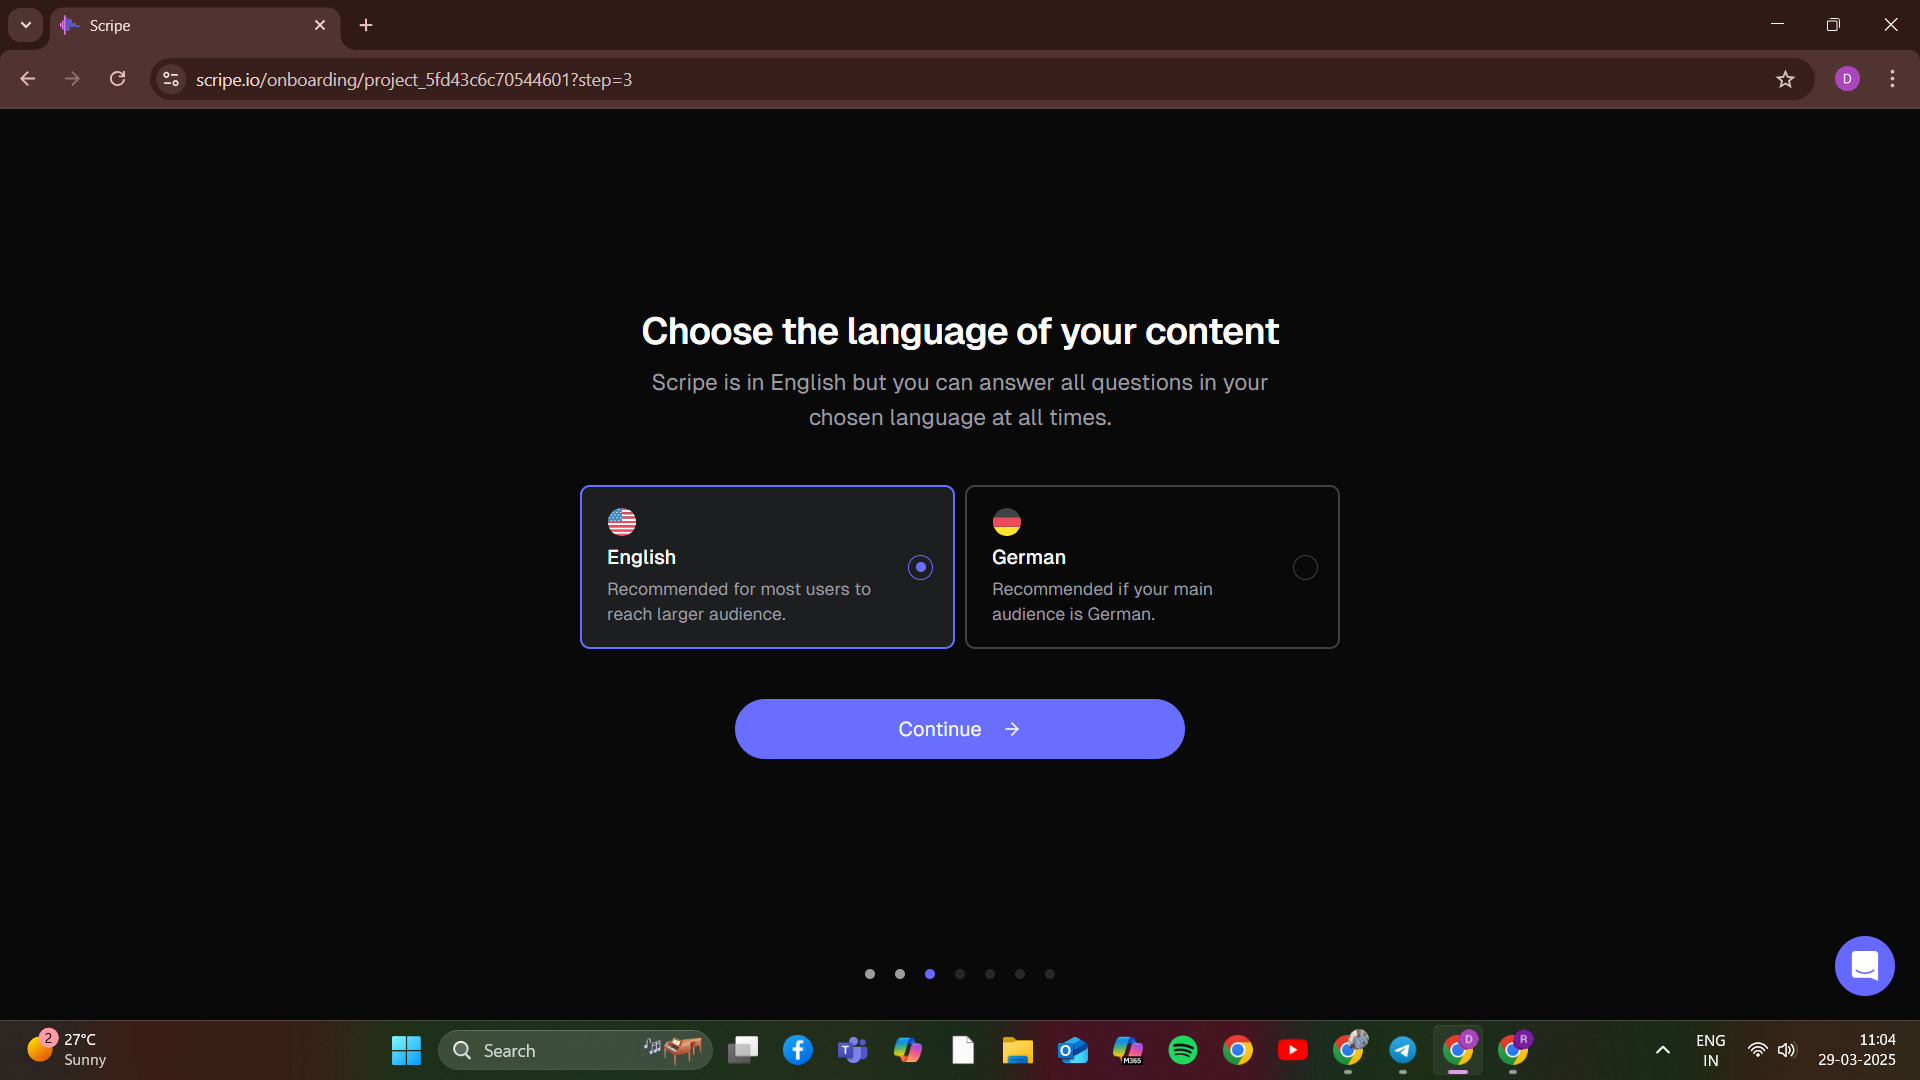 Scripe
scripe.io/onboarding/project_5fd43c6c70544601?step=3
D
Choose the language of your content
Scripe is in English but you can answer all questions in your
chosen language at all times.
English
Recommended for most users to
reach larger audience.
German
Recommended if your main
audience is German.
Continue
2
27°C
Sunny
Search
T
O
M365
D
R
ENG
IN
11:04
29-03-2025